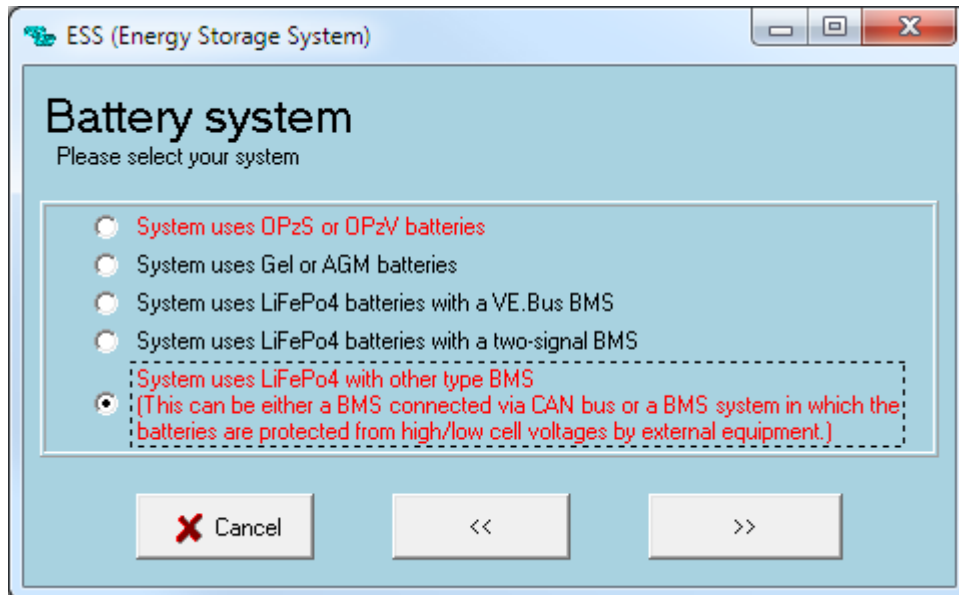 ESS (Energy Storage System)
Battery system
Please select your system
System uses OPzS or OPzV batteries
System uses Gel or AGM batteries
System uses LiFePo4 batteries with a VE.Bus BMS
System uses LiFePo4 batteries with a two-signal BMS
System uses LiFePo4 with other type BMS
(This can be either a BMS connected via CAN bus or a BMS system in which the
batteries are protected from high/low cell voltages by external equipment.)
Cancel
<<
>>